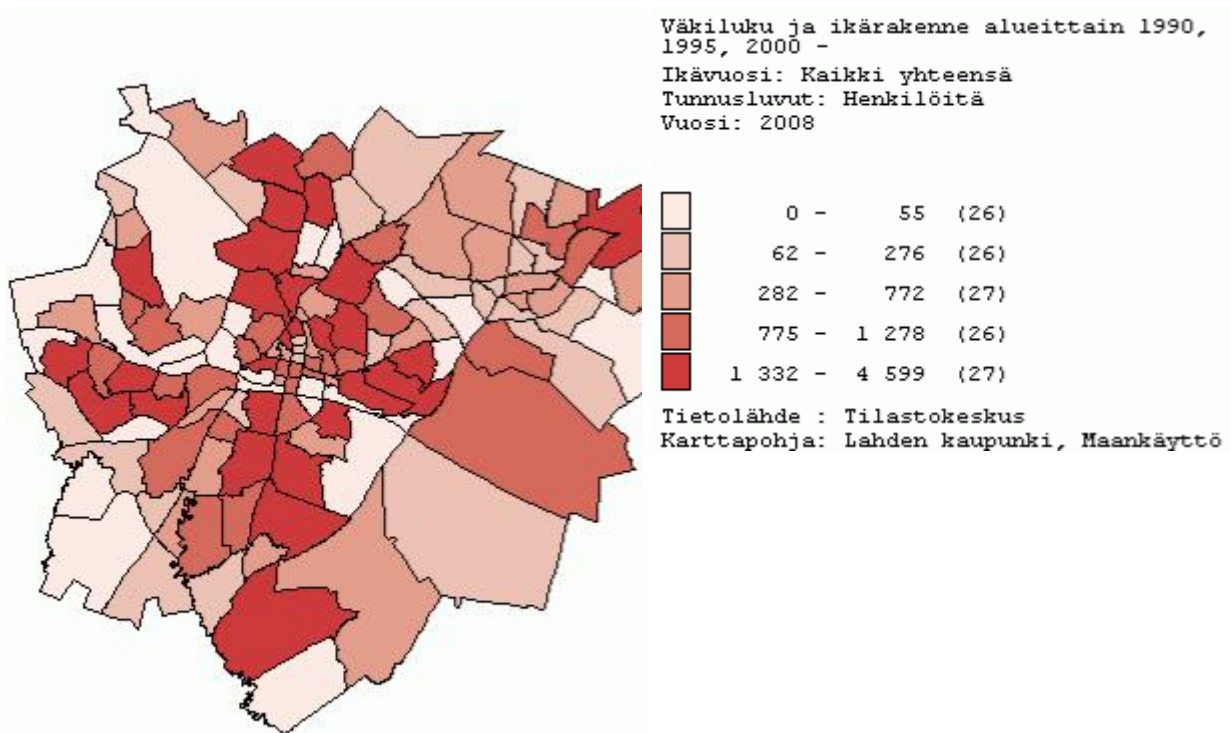 Väkiluku ja ikärakenne alueittain 1990,
1995, 2000 -
Ikävuosi: Kaikki yhteensä
Tunnusluvut: Henkilöitä
Vuosi: 2008
0 - 55 (26)
62 - 276 (26)
282 - 772 (27)
775 - 1 278 (26)
1 332 - 4 599 (27)
Tietolähde : Tilastokeskus
Karttapohja: Lahden kaupunki, Maankäyttö